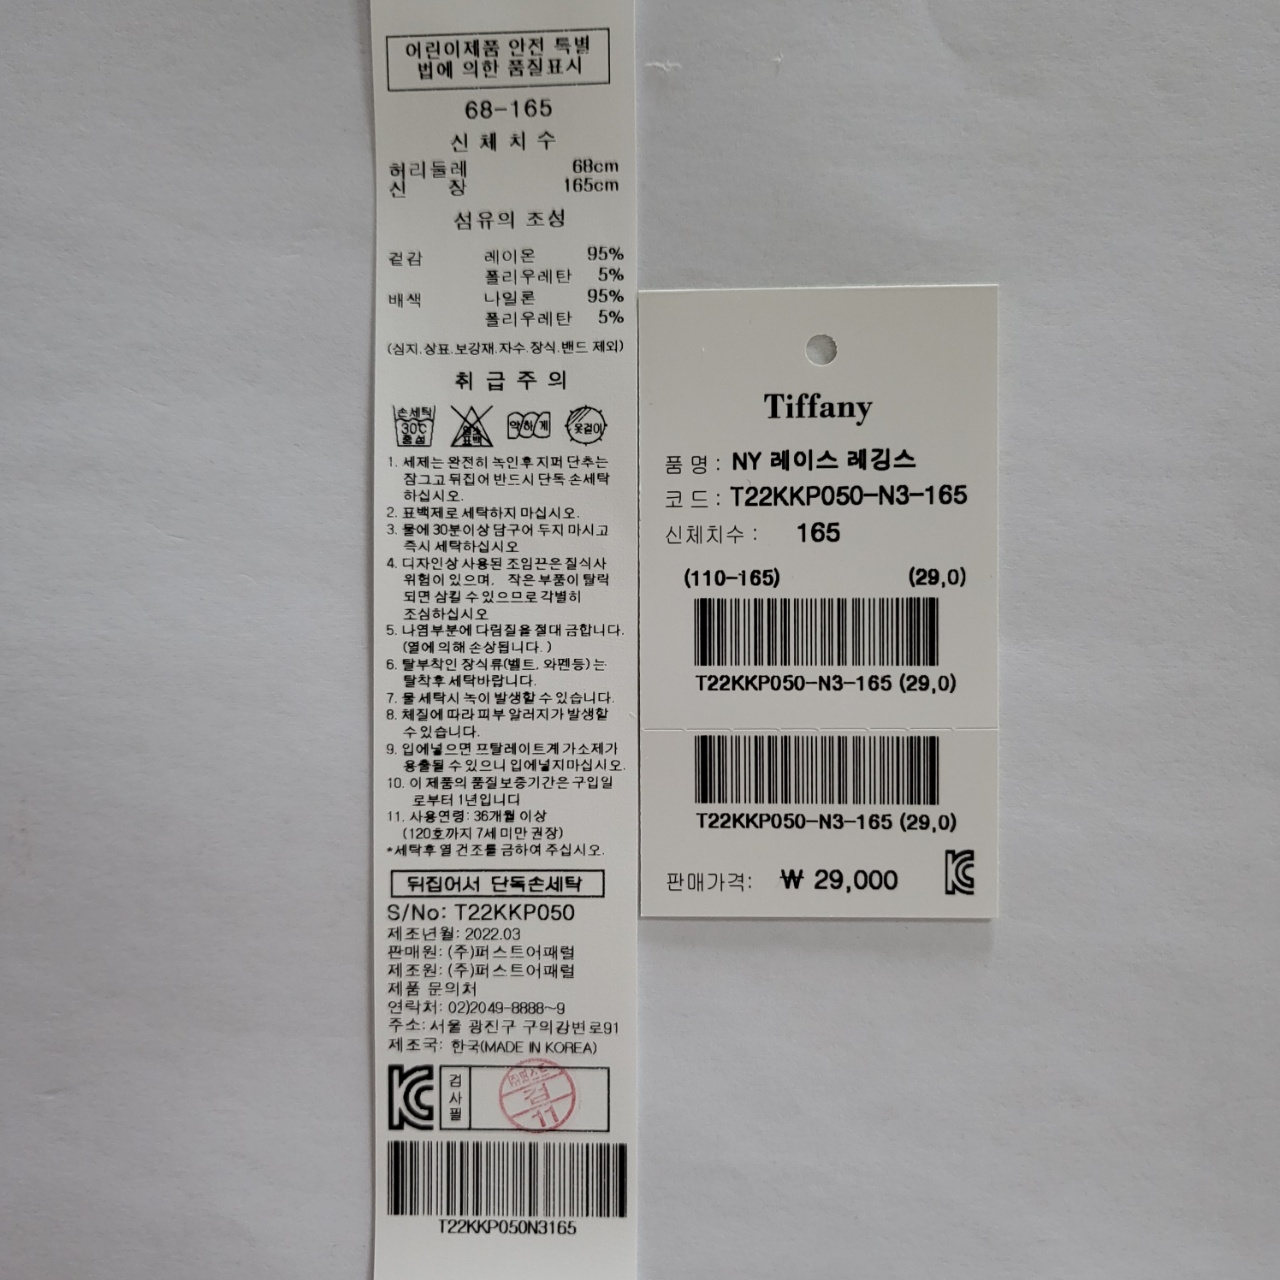 어린이제품 안전 특별
법에 의한 품질표시
68-165
신체치수
허리둘레 68cm
신 장 165cm
섬유의 조성
겉감 레이온 95%
폴리우레탄 5%
배색 나일론 95%
폴리우레탄 5%
(심지.상표.보강재.자수.장식.밴드 제외)
취급주의
손세탁
30℃
중성
염소
표백
약하게
옷걸이
1. 세제는 완전히 녹인후 지퍼 단추는
잠그고 뒤집어 반드시 단독 손세탁
하십시오.
2. 표백제로 세탁하지 마십시오.
3. 물에 30분이상 담구어 두지 마시고
즉시 세탁하십시오
4. 디자인상 사용된 조임끈은 질식사
위험이 있으며, 작은 부품이 탈락
되면 삼킬 수 있으므로 각별히
조심하십시오
5. 나염부분에 다림질을 절대 금합니다.
(열에 의해 손상됩니다. )
6. 탈부착인 장식류(벨트, 와펜등) 는
탈착후 세탁바랍니다.
7. 물 세탁시 녹이 발생할 수 있습니다.
8. 체질에 따라 피부 알러지가 발생할
수 있습니다.
9. 입에넣으면 프탈레이트계 가소제가
용출될 수 있으니 입에넣지마십시오.
10. 이 제품의 품질보증기간은 구입일
로부터 1년입니다
11. 사용연령: 36개월 이상
(120호까지 7세 미만 권장)
*세탁후 열 건조를 금하여 주십시오.
뒤집어서 단독손세탁
S/No: T22KKP050
제조년월: 2022.03
판매원: (주)퍼스트어패럴
제조원: (주)퍼스트어패럴
제품 문의처
연락처: 02)2049-8888~9
주소: 서울 광진구 구의강변로91
제조국: 한국(MADE IN KOREA)
KC
검사필
검
11
T22KKP050N3165
Tiffany
품 명 : NY 레이스 레깅스
코 드 : T22KKP050-N3-165
신체치수 : 165
(110-165) (29,0)
T22KKP050-N3-165 (29,0)
T22KKP050-N3-165 (29,0)
판매가격: ₩ 29,000
KC